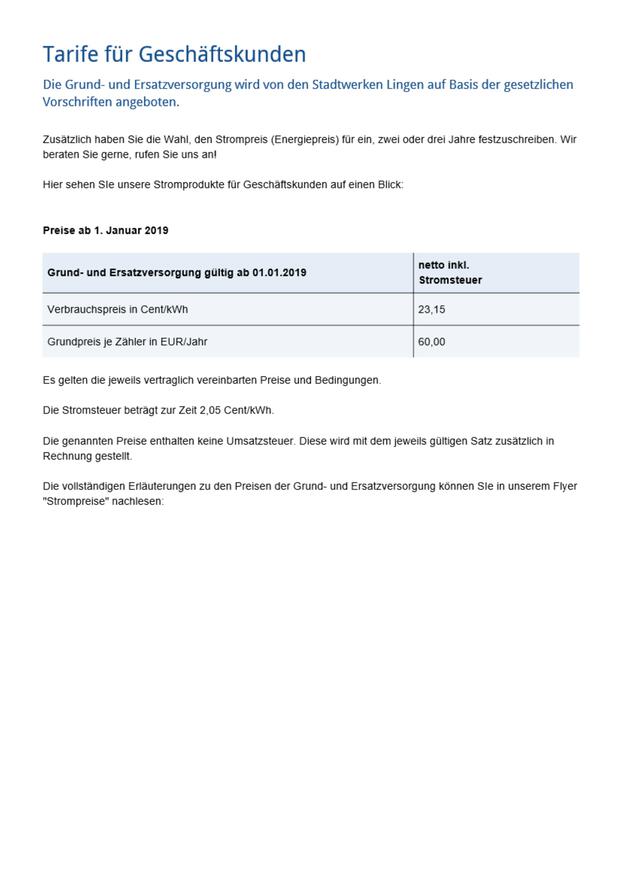 Tarife für Geschäftskunden
Die Grund- und Ersatzversorgung wird von den Stadtwerken Lingen auf Basis der gesetzlichen
Vorschriften angeboten.
Zusätzlich haben Sie die Wahl, den Strompreis (Energiepreis) für ein, zwei oder drei Jahre festzuschreiben. Wir
beraten Sie gerne, rufen Sie uns an!
Hier sehen SIe unsere Stromprodukte für Geschäftskunden auf einen Blick:
Preise ab 1. Januar 2019
Grund- und Ersatzversorgung gültig ab 01.01.2019
netto inkl.
Stromsteuer
Verbrauchspreis in Cent/kWh 23,15
Grundpreis je Zähler in EUR/Jahr 60,00
Es gelten die jeweils vertraglich vereinbarten Preise und Bedingungen.
Die Stromsteuer beträgt zur Zeit 2,05 Cent/kWh.
Die genannten Preise enthalten keine Umsatzsteuer. Diese wird mit dem jeweils gültigen Satz zusätzlich in
Rechnung gestellt.
Die vollständigen Erläuterungen zu den Preisen der Grund- und Ersatzversorgung können SIe in unserem Flyer
"Strompreise" nachlesen: